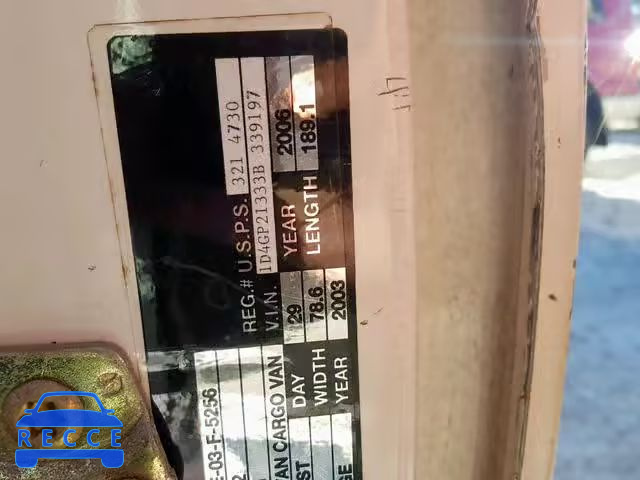 REG.# U.S.P.S. 321 4730
V.I.N. 1D4GP21333B 339197
29 YEAR 2006
78.6 LENGTH 189.1
2003
-03-F-5256
CARGO VAN
DAY
WIDTH
YEAR
RECCE